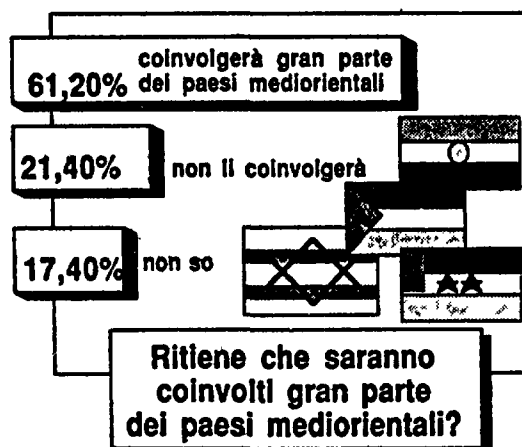 coinvolgerà gran parte
61,20% dei paesi mediorientali
21,40% non li coinvolgerà
17,40% non so
Ritiene che saranno
coinvolti gran parte
dei paesi mediorientali?